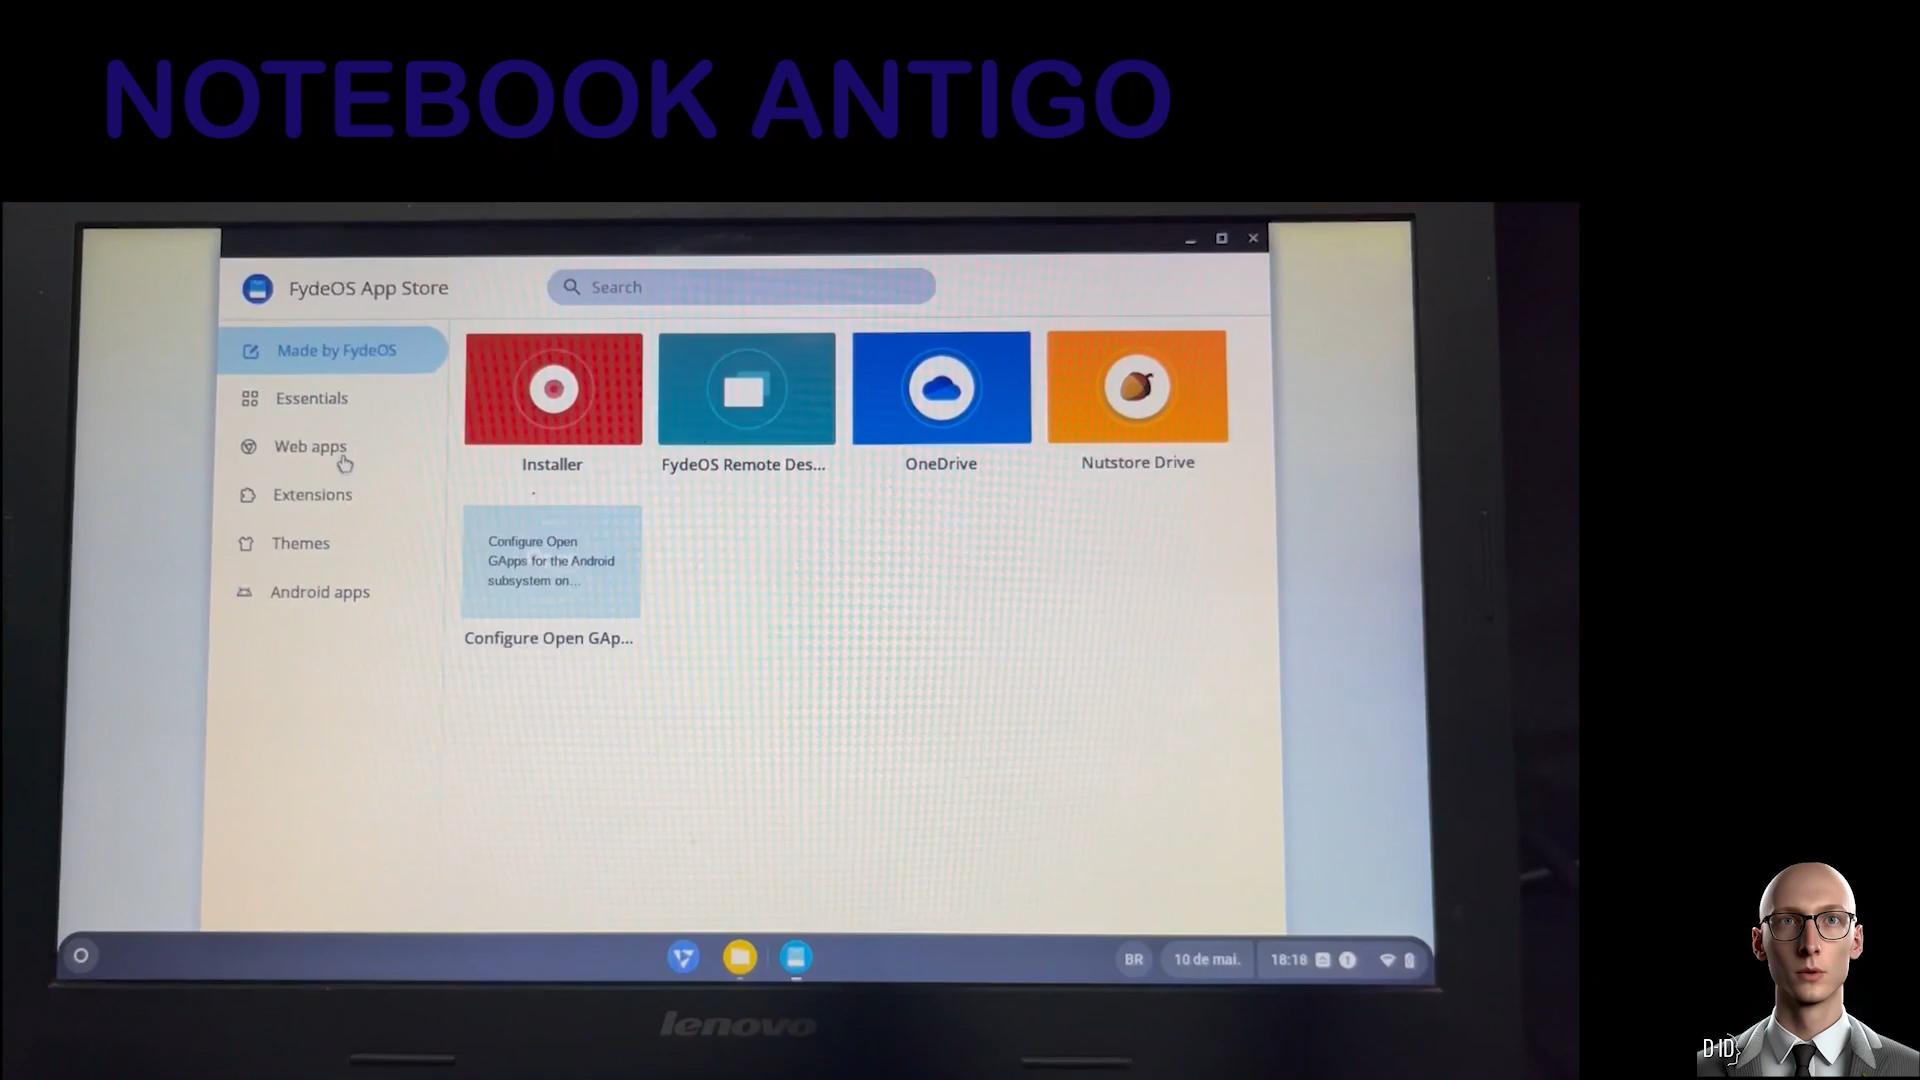 NOTEBOOK ANTIGO
FydeOS App Store
Search
Made by FydeOS
Essentials
Web apps
Extensions
Themes
Android apps
Installer
FydeOS Remote Des...
OneDrive
Nutstore Drive
Configure Open
GApps for the Android
subsystem on...
Configure Open GAp...
BR
10 de mai.
18:18
1
lenovo
D-ID